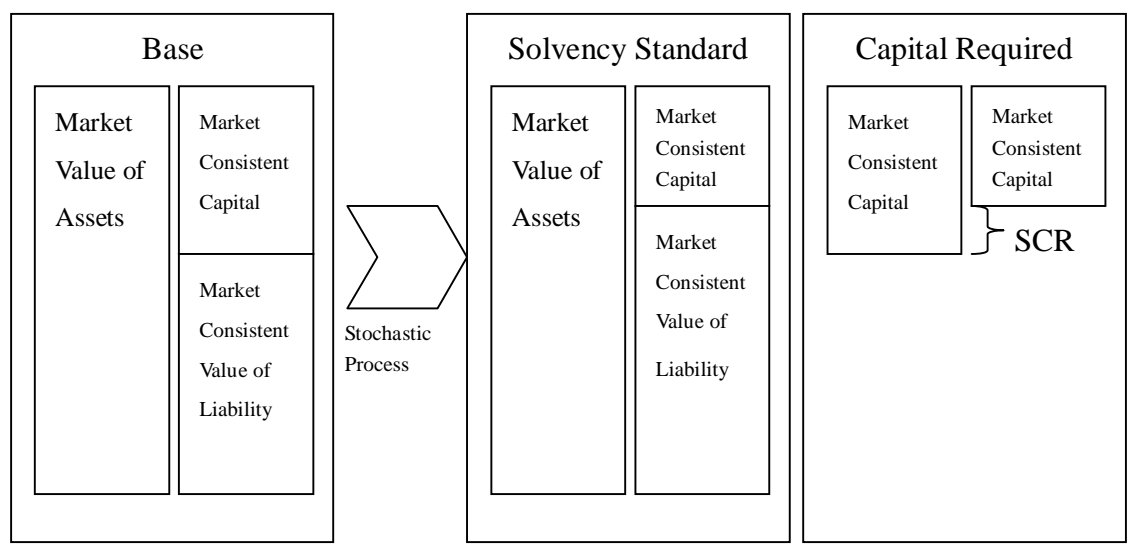 Base
Market
Value of
Assets
Market
Consistent
Capital
Market
Consistent
Value of
Liability
Stochastic
Process
Solvency Standard
Market
Value of
Assets
Market
Consistent
Capital
Market
Consistent
Value of
Liability
Capital Required
Market
Consistent
Capital
Market
Consistent
Capital
SCR